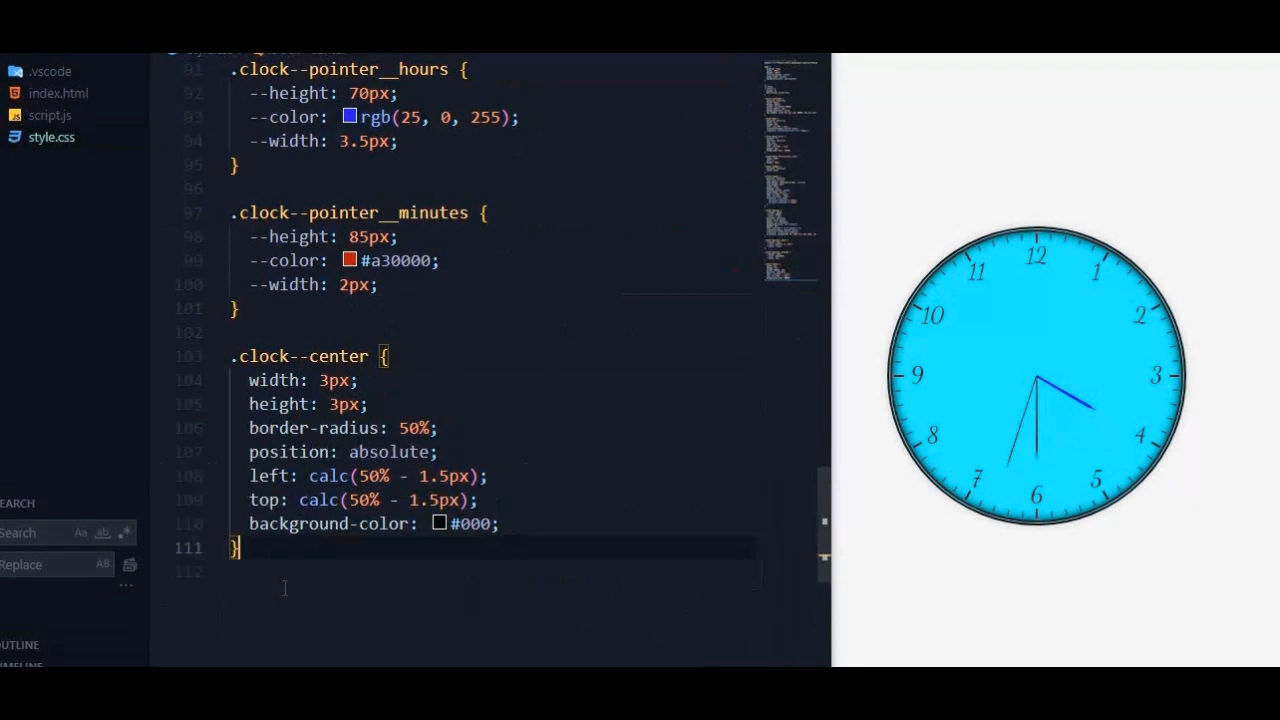 .vscode
index.html
script.js
style.css
EARCH
Search Aa ab .*
Replace AB
...
OUTLINE
91 .clock--pointer__hours {
92 --height: 70px;
93 --color: rgb(25, 0, 255);
94 --width: 3.5px;
95 }
96
97 .clock--pointer__minutes {
98 --height: 85px;
99 --color: #a30000;
100 --width: 2px;
101 }
102
103 .clock--center {
104 width: 3px;
105 height: 3px;
106 border-radius: 50%;
107 position: absolute;
108 left: calc(50% - 1.5px);
109 top: calc(50% - 1.5px);
110 background-color: #000;
111 }
112
12
11 1
10 2
9 3
8 4
7 5
6